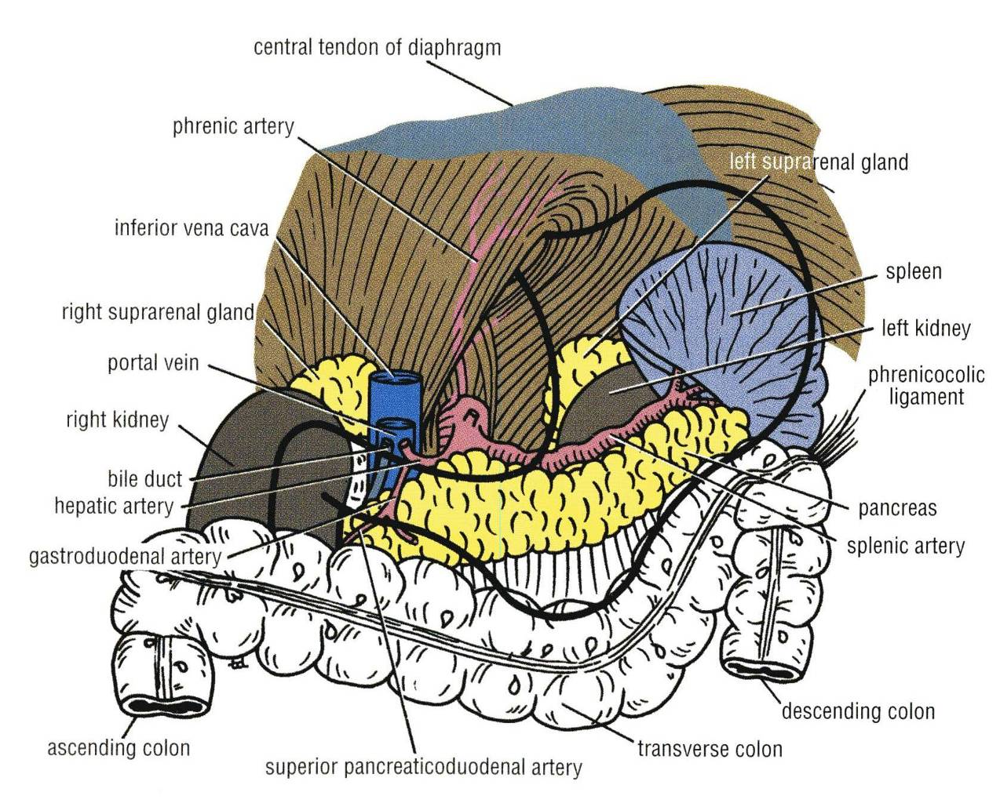 central tendon of diaphragm
phrenic artery
left suprarenal gland
inferior vena cava
spleen
right suprarenal gland
left kidney
portal vein
phrenicocolic
ligament
right kidney
bile duct
hepatic artery
pancreas
splenic artery
gastroduodenal artery
descending colon
ascending colon
transverse colon
superior pancreaticoduodenal artery